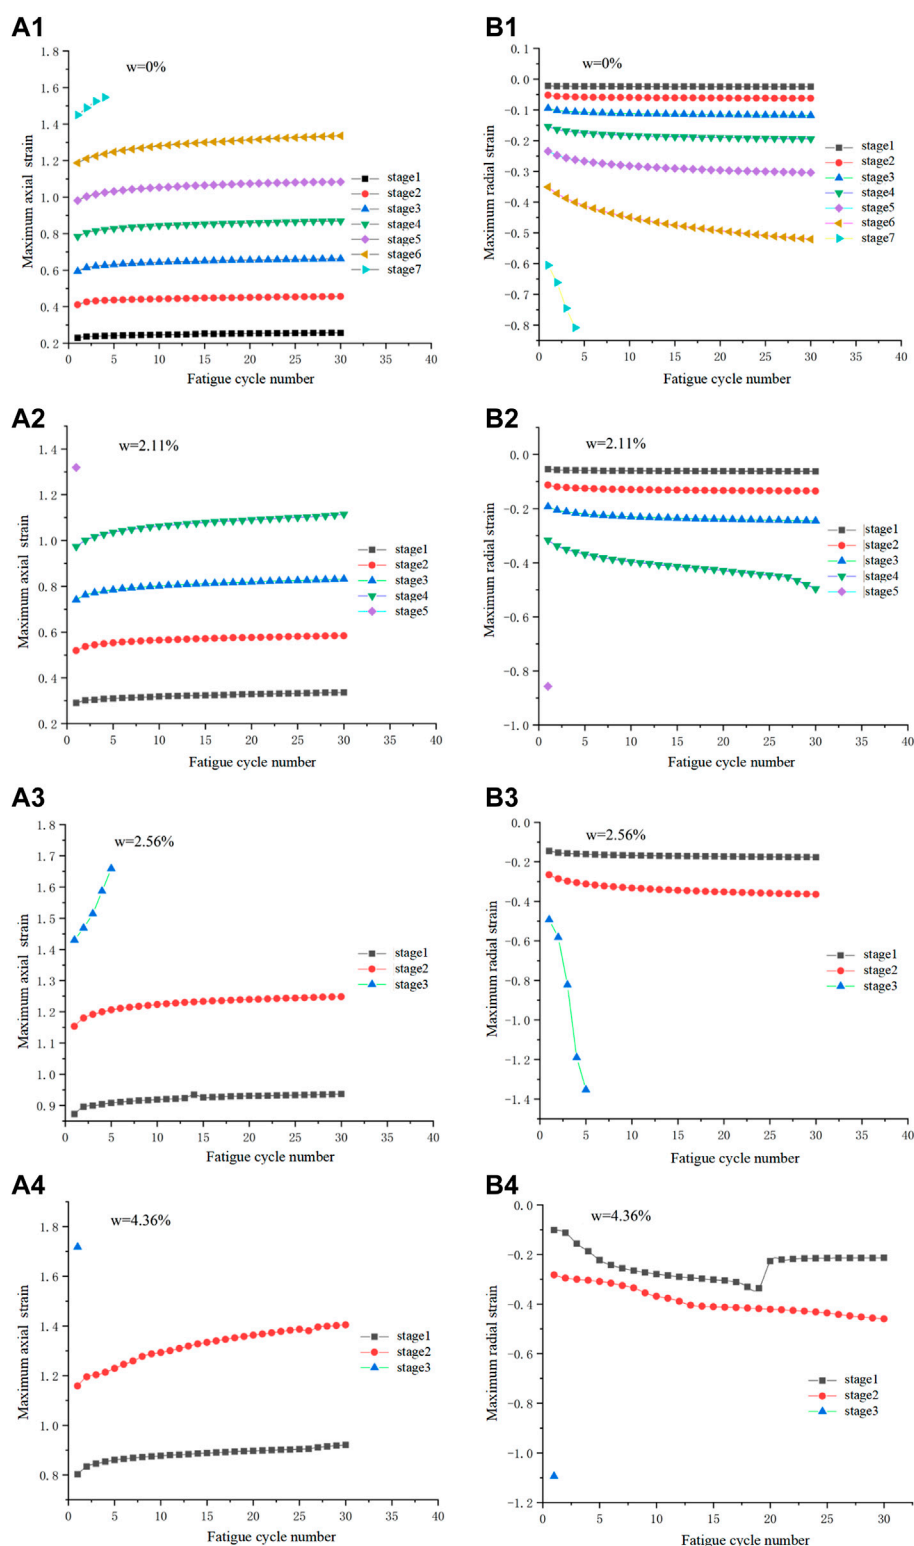 A1
w=0%
1.8
1.6
1.4
1.2
1.0
0.8
0.6
0.4
0.2
Maximum axial strain
stage1
stage2
stage3
stage4
stage5
stage6
stage7
0 5 10 15 20 25 30 35 40
Fatigue cycle number
B1
w=0%
0.1
0.0
-0.1
-0.2
-0.3
-0.4
-0.5
-0.6
-0.7
-0.8
Maximum radial strain
stage1
stage2
stage3
stage4
stage5
stage6
stage7
0 5 10 15 20 25 30 35 40
Fatigue cycle number
A2
w=2.11%
1.4
1.2
1.0
0.8
0.6
0.4
0.2
Maximum axial strain
stage1
stage2
stage3
stage4
stage5
0 5 10 15 20 25 30 35 40
Fatigue cycle number
B2
w=2.11%
0.0
-0.2
-0.4
-0.6
-0.8
-1.0
Maximum radial strain
stage1
stage2
stage3
stage4
stage5
0 5 10 15 20 25 30 35 40
Fatigue cycle number
A3
w=2.56%
1.8
1.7
1.6
1.5
1.4
1.3
1.2
1.1
1.0
0.9
Maximum axial strain
stage1
stage2
stage3
0 5 10 15 20 25 30 35 40
Fatigue cycle number
B3
w=2.56%
0.0
-0.2
-0.4
-0.6
-0.8
-1.0
-1.2
-1.4
Maximum radial strain
stage1
stage2
stage3
0 5 10 15 20 25 30 35 40
Fatigue cycle number
A4
w=4.36%
1.8
1.6
1.4
1.2
1.0
0.8
Maximum axial strain
stage1
stage2
stage3
0 5 10 15 20 25 30 35 40
Fatigue cycle number
B4
w=4.36%
0.0
-0.2
-0.4
-0.6
-0.8
-1.0
-1.2
Maximum radial strain
stage1
stage2
stage3
0 5 10 15 20 25 30
Fatigue cycle number